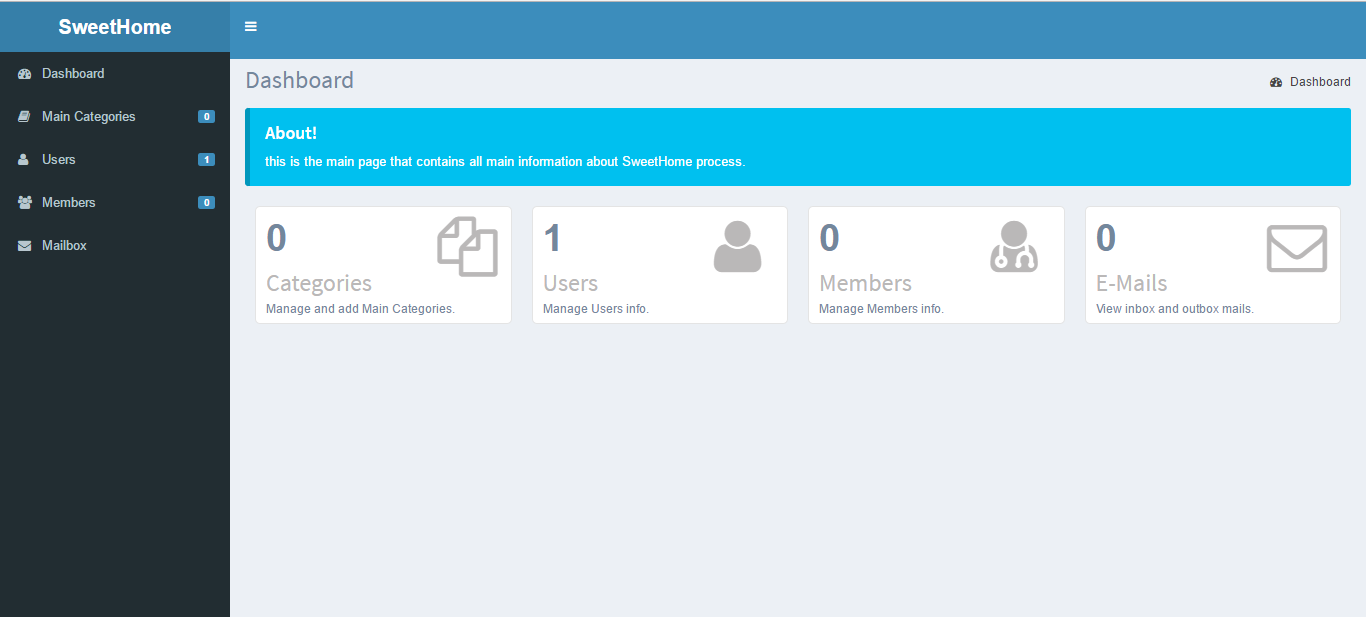 SweetHome
Dashboard
Main Categories 0
Users 1
Members 0
Mailbox
Dashboard
Dashboard
About!
this is the main page that contains all main information about SweetHome process.
0
Categories
Manage and add Main Categories.
1
Users
Manage Users info.
0
Members
Manage Members info.
0
E-Mails
View inbox and outbox mails.